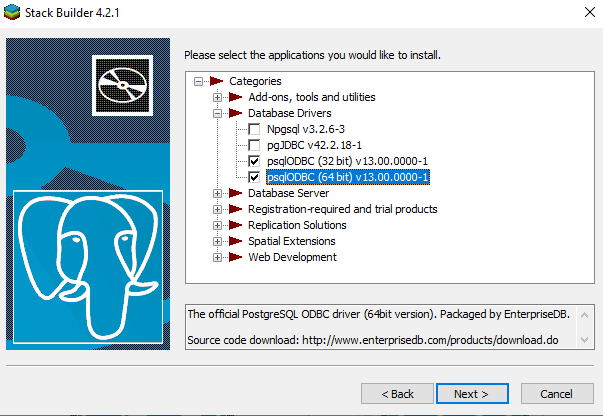 Stack Builder 4.2.1
Please select the applications you would like to install.
Categories
Add-ons, tools and utilities
Database Drivers
Npgsql v3.2.6-3
pgJDBC v42.2.18-1
psqlODBC (32 bit) v13.00.0000-1
psqlODBC (64 bit) v13.00.0000-1
Database Server
Registration-required and trial products
Replication Solutions
Spatial Extensions
Web Development
The official PostgreSQL ODBC driver (64bit version). Packaged by EnterpriseDB.
Source code download: http://www.enterprisedb.com/products/download.do
< Back
Next >
Cancel